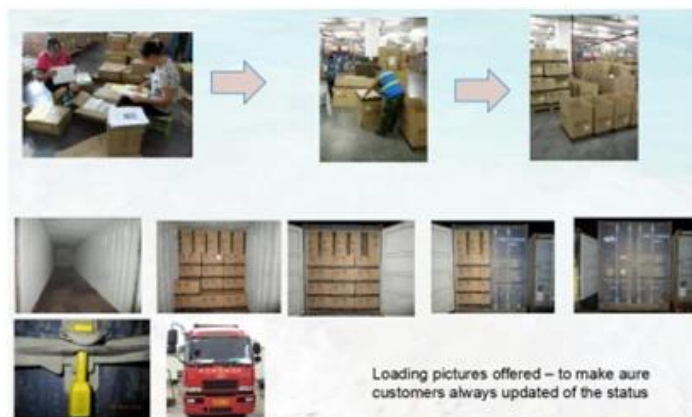 Loading pictures offered – to make aure
customers always updated of the status